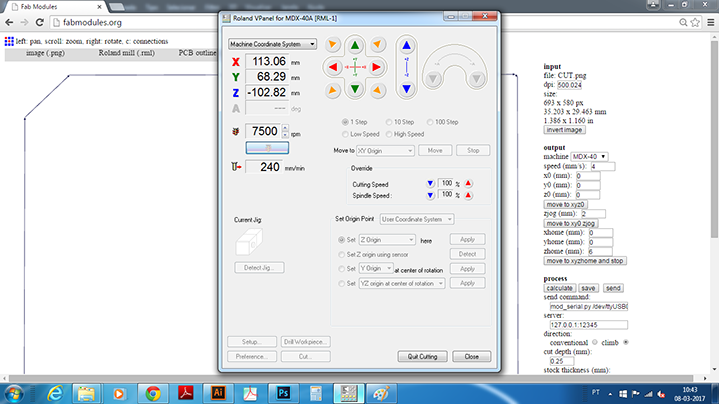 Fab Modules
fabmodules.org
left: pan, scroll: zoom, right: rotate, c: connections
image (.png) Roland mill (.rml) PCB outline
Roland VPanel for MDX-40A [RML-1]
Machine Coordinate System
X 113.06 mm
Y 68.29 mm
Z -102.82 mm
A --- deg
7500 rpm
240 mm/min
1 Step 10 Step 100 Step
Low Speed High Speed
Move to XY Origin Move Stop
Override
Cutting Speed 100 %
Spindle Speed : 100 %
Current Jig:
Detect Jig...
Set Origin Point : User Coordinate System
Set Z Origin here Apply
Set Z origin using sensor Detect
Set Y Origin at center of rotation Apply
Set YZ origin at center of rotation Apply
Setup... Drill Workpiece...
Preference... Cut...
Quit Cutting Close
input
file: CUT.png
dpi: 500.024
size:
693 x 580 px
35.203 x 29.463 mm
1.386 x 1.160 in
invert image
output
machine MDX-40
speed (mm/s): 4
x0 (mm): 0
y0 (mm): 0
z0 (mm): 0
move to xyz0
zjog (mm): 2
move to xy0 zjog
xhome (mm): 0
yhome (mm): 0
zhome (mm): 6
move to xyzhome and stop
process
calculate save send
send command:
mod_serial.py /dev/ttyUSB(
server:
127.0.0.1:12345
direction:
conventional climb
cut depth (mm):
0.25
stock thickness (mm):
PT
10:43
08-03-2017